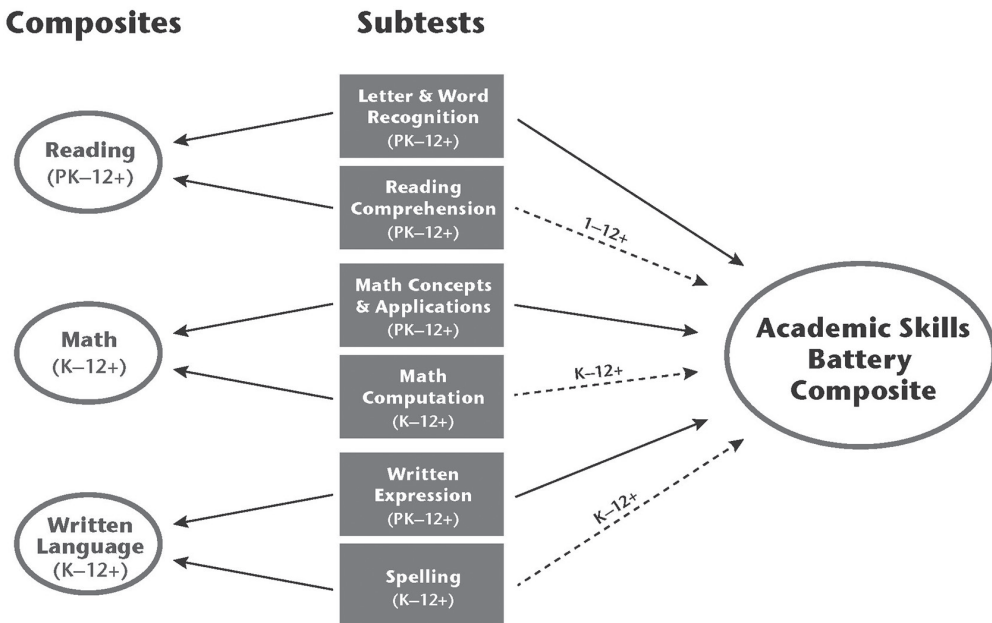 Composites
Subtests
Letter & Word
Recognition
(PK–12+)
Reading
(PK–12+)
Reading
Comprehension
(PK–12+)
1–12+
Math Concepts
& Applications
(PK–12+)
Math
(K–12+)
Math
Computation
(K–12+)
K–12+
Academic Skills
Battery
Composite
Written
Expression
(PK–12+)
Written
Language
(K–12+)
Spelling
(K–12+)
K–12+